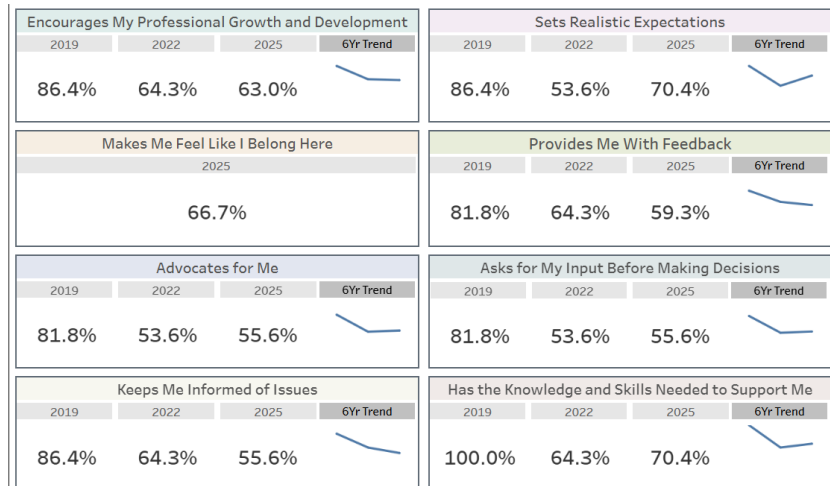 Encourages My Professional Growth and Development
2019 2022 2025 6Yr Trend
86.4% 64.3% 63.0%
Sets Realistic Expectations
2019 2022 2025 6Yr Trend
86.4% 53.6% 70.4%
Makes Me Feel Like I Belong Here
2025
66.7%
Provides Me With Feedback
2019 2022 2025 6Yr Trend
81.8% 64.3% 59.3%
Advocates for Me
2019 2022 2025 6Yr Trend
81.8% 53.6% 55.6%
Asks for My Input Before Making Decisions
2019 2022 2025 6Yr Trend
81.8% 53.6% 55.6%
Keeps Me Informed of Issues
2019 2022 2025 6Yr Trend
86.4% 64.3% 55.6%
Has the Knowledge and Skills Needed to Support Me
2019 2022 2025 6Yr Trend
100.0% 64.3% 70.4%